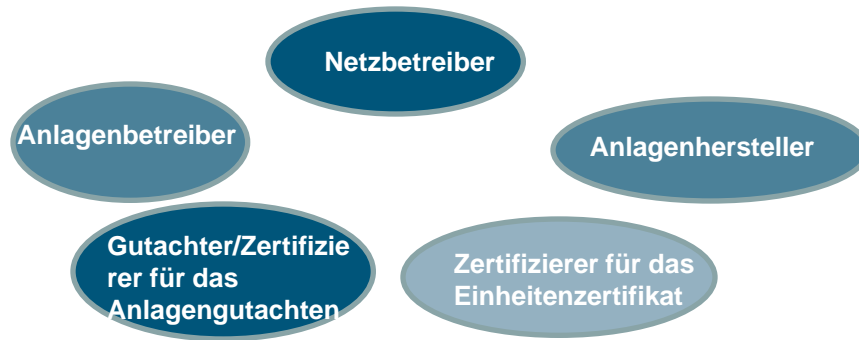 Netzbetreiber
Anlagenbetreiber
Anlagenhersteller
Gutachter/Zertifizie
rer für das
Anlagengutachten
Zertifizierer für das
Einheitenzertifikat